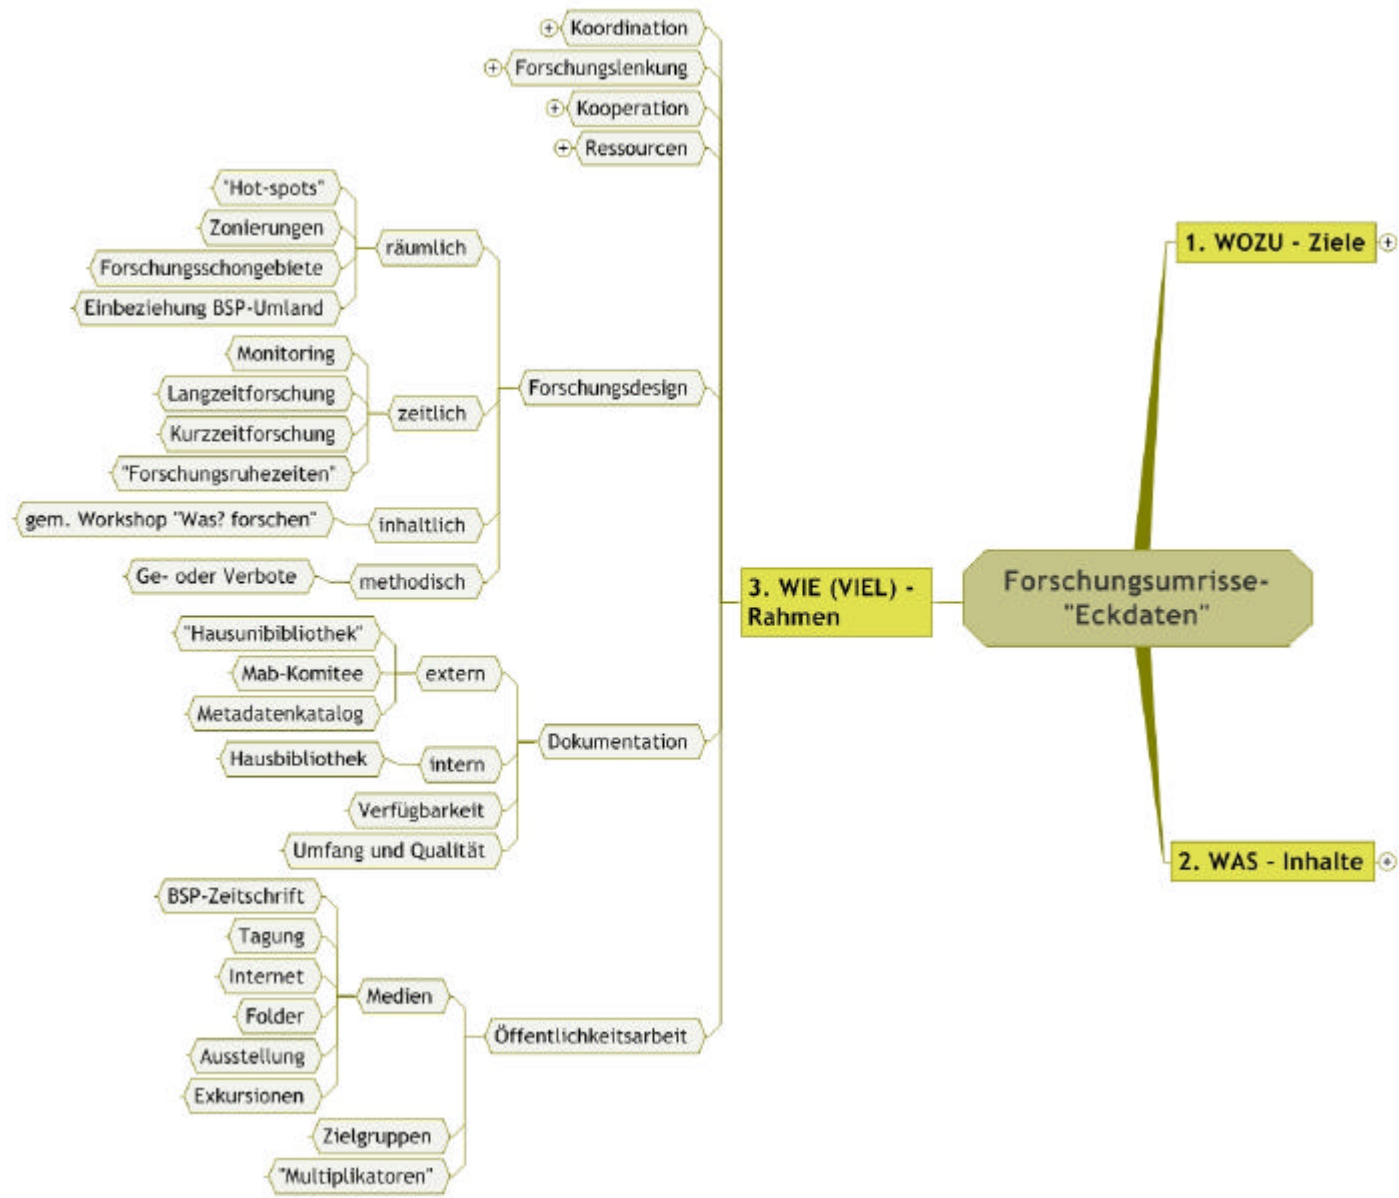 Koordination
Forschungslenkung
Kooperation
Ressourcen
"Hot-spots"
Zonierungen
räumlich
Forschungsschongebiete
Einbeziehung BSP-Umland
Monitoring
Langzeitforschung
zeitlich
Kurzzeitforschung
"Forschungsruhezeiten"
Forschungsdesign
gem. Workshop "Was? forschen"
inhaltlich
Ge- oder Verbote
methodisch
"Hausunibibliothek"
Mab-Komitee
extern
Metadatenkatalog
Hausbibliothek
intern
Dokumentation
Verfügbarkeit
Umfang und Qualität
BSP-Zeitschrift
Tagung
Internet
Medien
Folder
Ausstellung
Exkursionen
Öffentlichkeitsarbeit
Zielgruppen
"Multiplikatoren"
3. WIE (VIEL) -
Rahmen
Forschungsumrisse-
"Eckdaten"
1. WOZU - Ziele
2. WAS - Inhalte